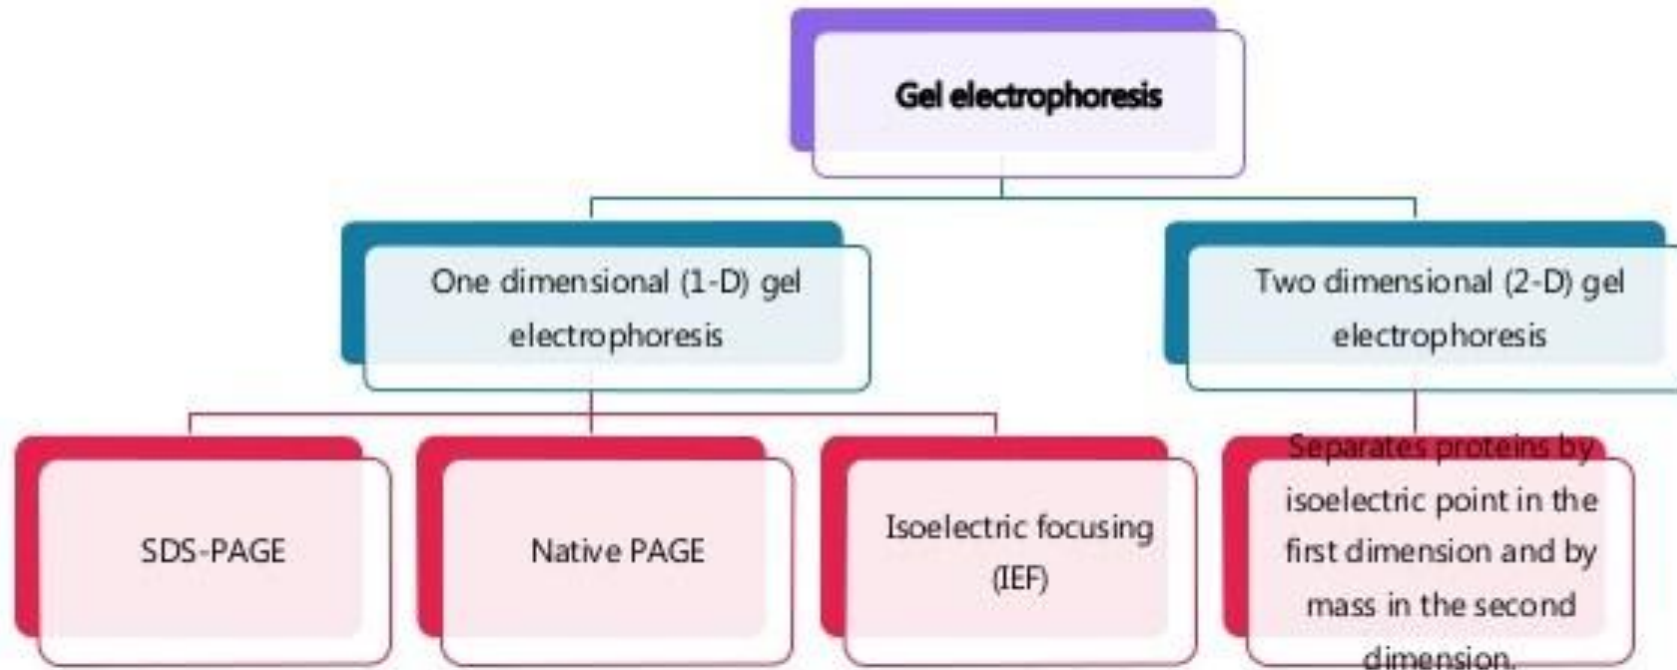 Gel electrophoresis
One dimensional (1-D) gel
electrophoresis
Two dimensional (2-D) gel
electrophoresis
SDS-PAGE
Native PAGE
Isoelectric focusing
(IEF)
Separates proteins by
isoelectric point in the
first dimension and by
mass in the second
dimension.